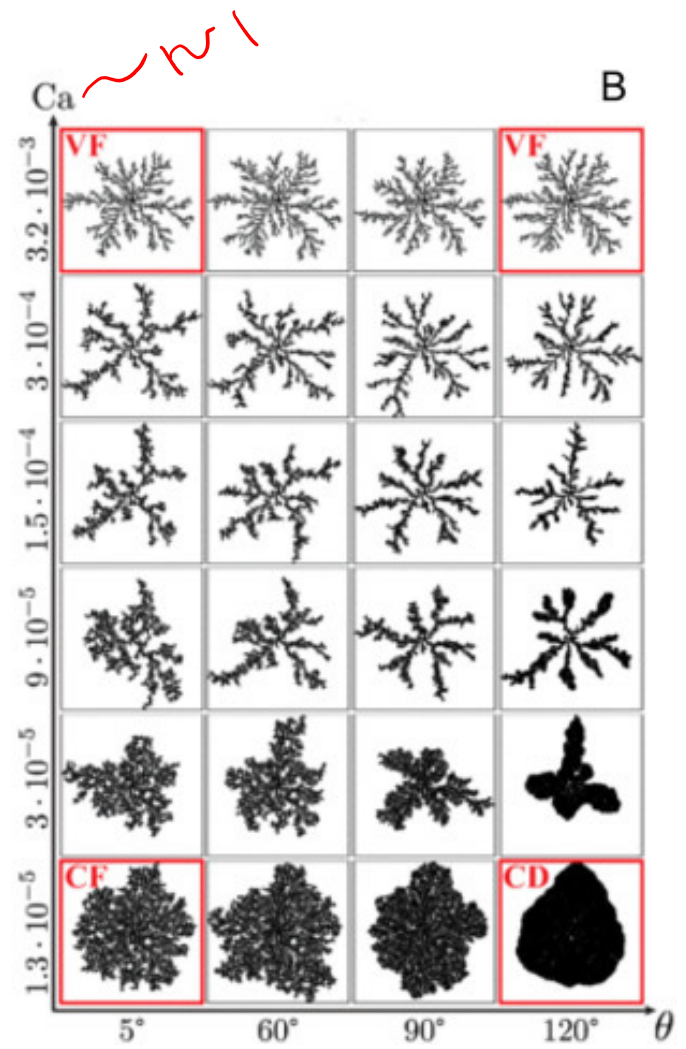 B
Ca
VF VF
3.2 · 10⁻³
3 · 10⁻⁴
1.5 · 10⁻⁴
9 · 10⁻⁵
3 · 10⁻⁵
CF CD
1.3 · 10⁻⁵
5° 60° 90° 120° θ